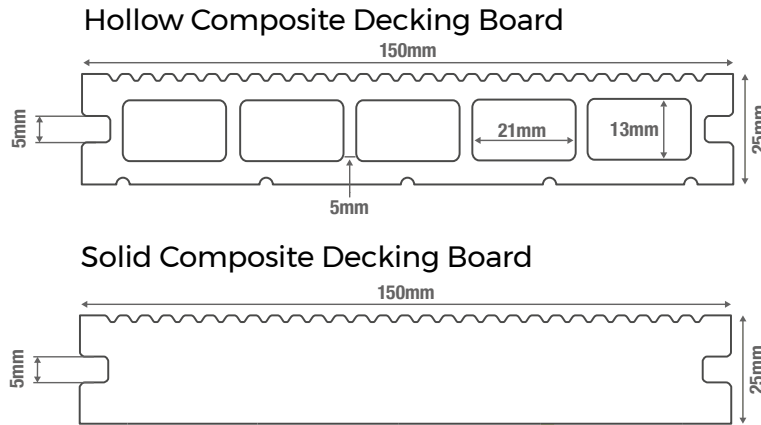 Hollow Composite Decking Board
150mm
5mm
21mm
13mm
25mm
5mm
Solid Composite Decking Board
150mm
5mm
25mm